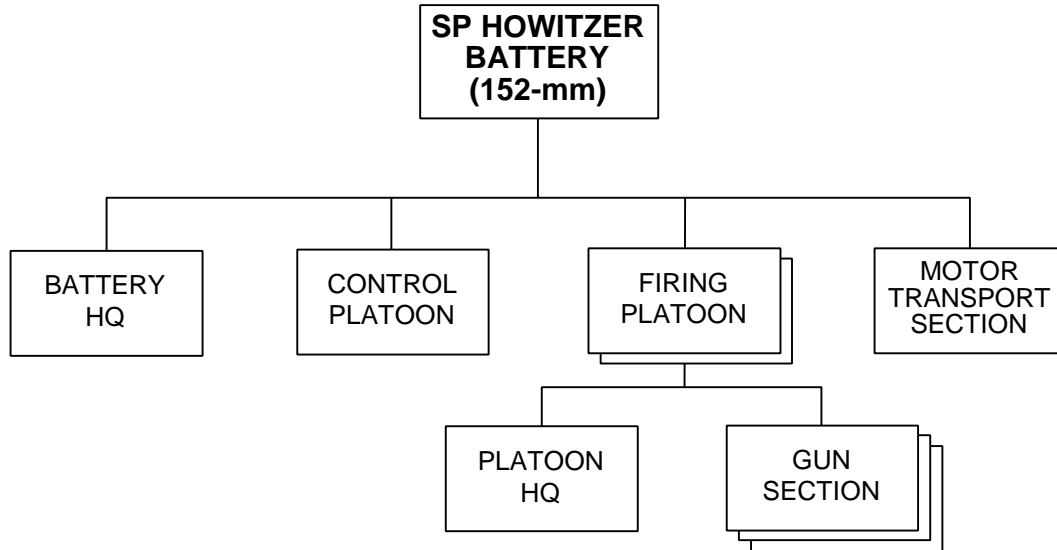 SP HOWITZER
BATTERY
(152-mm)
BATTERY
HQ
CONTROL
PLATOON
FIRING
PLATOON
MOTOR
TRANSPORT
SECTION
PLATOON
HQ
GUN
SECTION